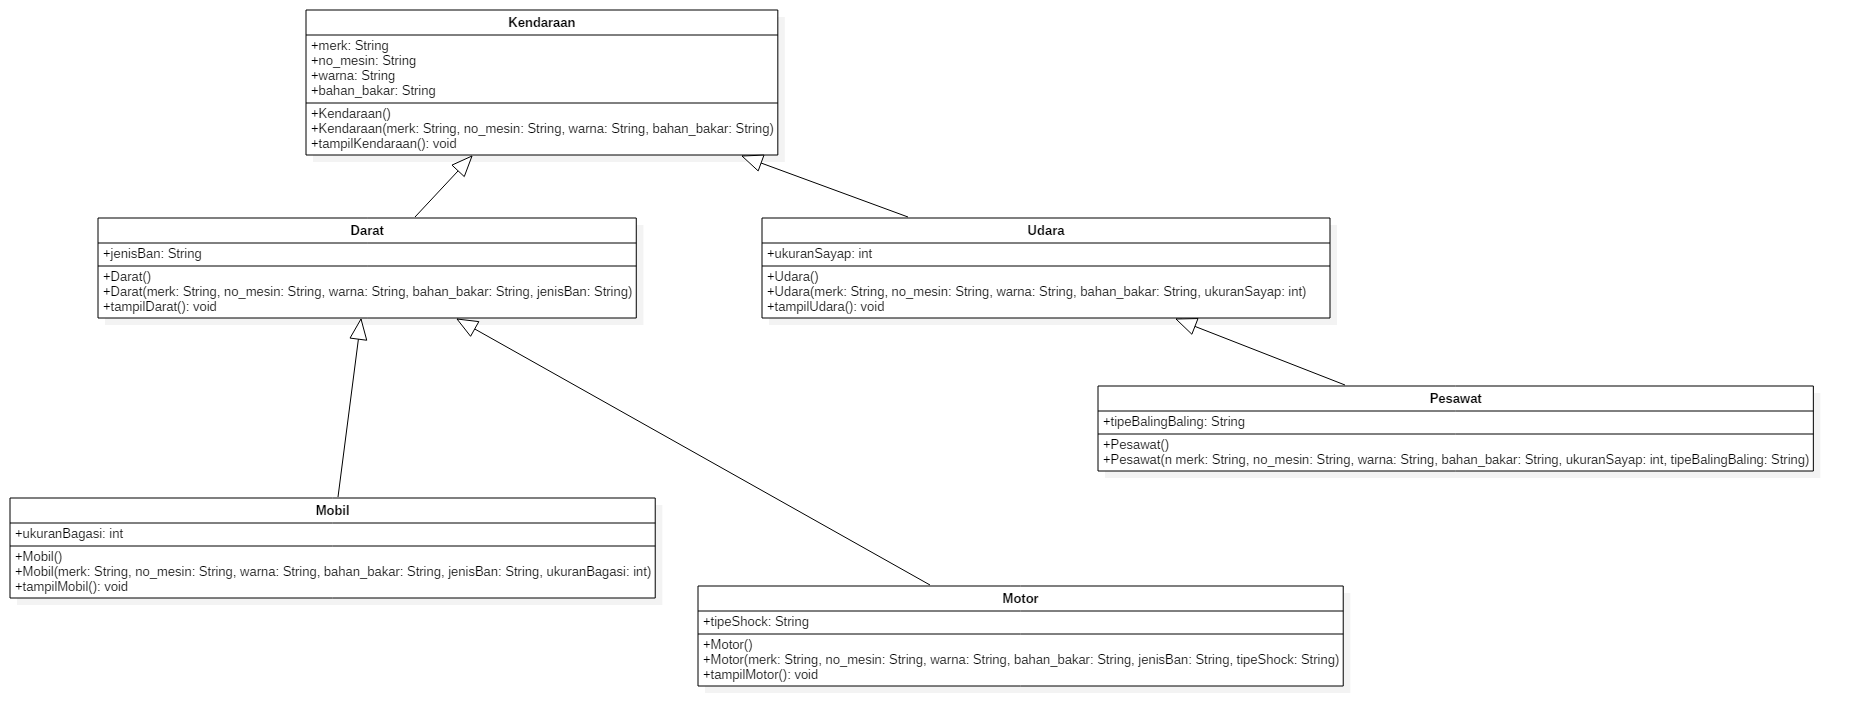 Kendaraan
+merk: String
+no_mesin: String
+warna: String
+bahan_bakar: String
+Kendaraan()
+Kendaraan(merk: String, no_mesin: String, warna: String, bahan_bakar: String)
+tampilKendaraan(): void
Darat
+jenisBan: String
+Darat()
+Darat(merk: String, no_mesin: String, warna: String, bahan_bakar: String, jenisBan: String)
+tampilDarat(): void
Udara
+ukuranSayap: int
+Udara()
+Udara(merk: String, no_mesin: String, warna: String, bahan_bakar: String, ukuranSayap: int)
+tampilUdara(): void
Pesawat
+tipeBalingBaling: String
+Pesawat()
+Pesawat(n merk: String, no_mesin: String, warna: String, bahan_bakar: String, ukuranSayap: int, tipeBalingBaling: String)
Mobil
+ukuranBagasi: int
+Mobil()
+Mobil(merk: String, no_mesin: String, warna: String, bahan_bakar: String, jenisBan: String, ukuranBagasi: int)
+tampilMobil(): void
Motor
+tipeShock: String
+Motor()
+Motor(merk: String, no_mesin: String, warna: String, bahan_bakar: String, jenisBan: String, tipeShock: String)
+tampilMotor(): void